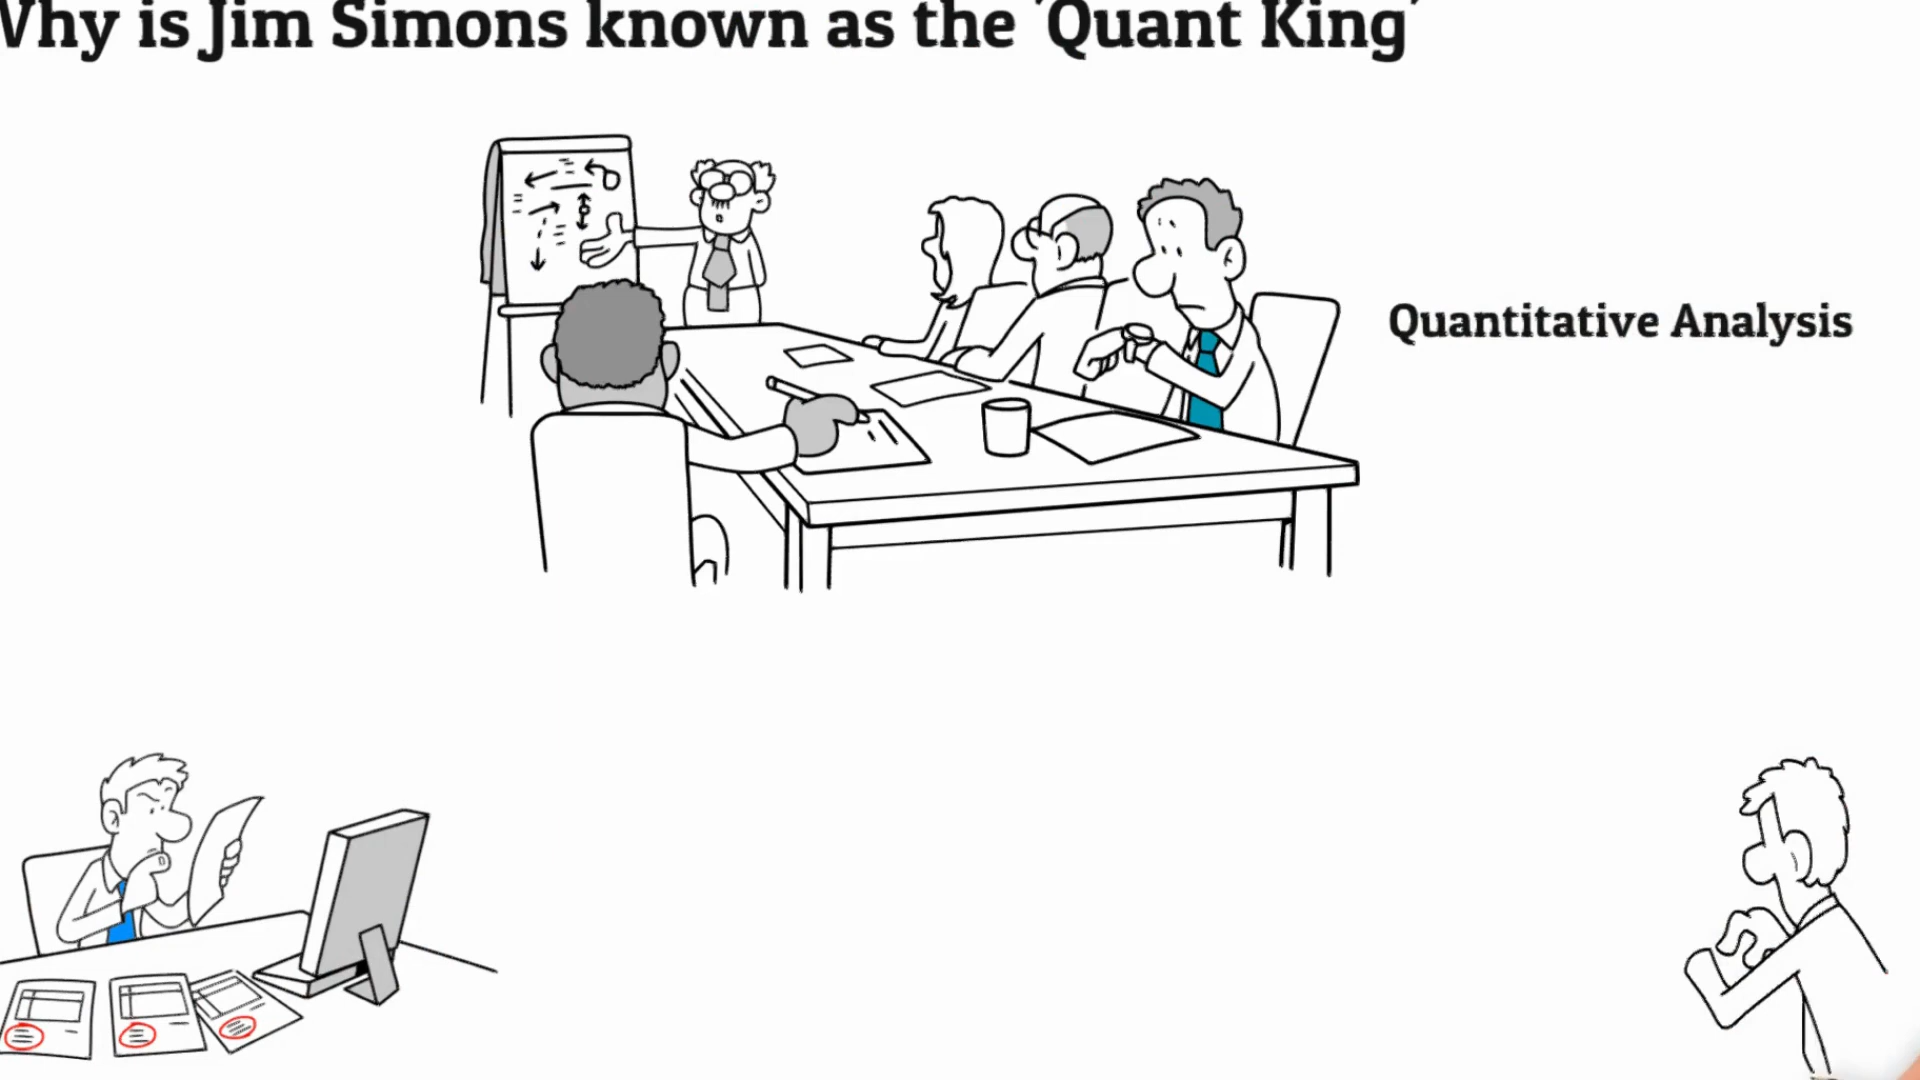 Why is Jim Simons known as the 'Quant King'
Quantitative Analysis